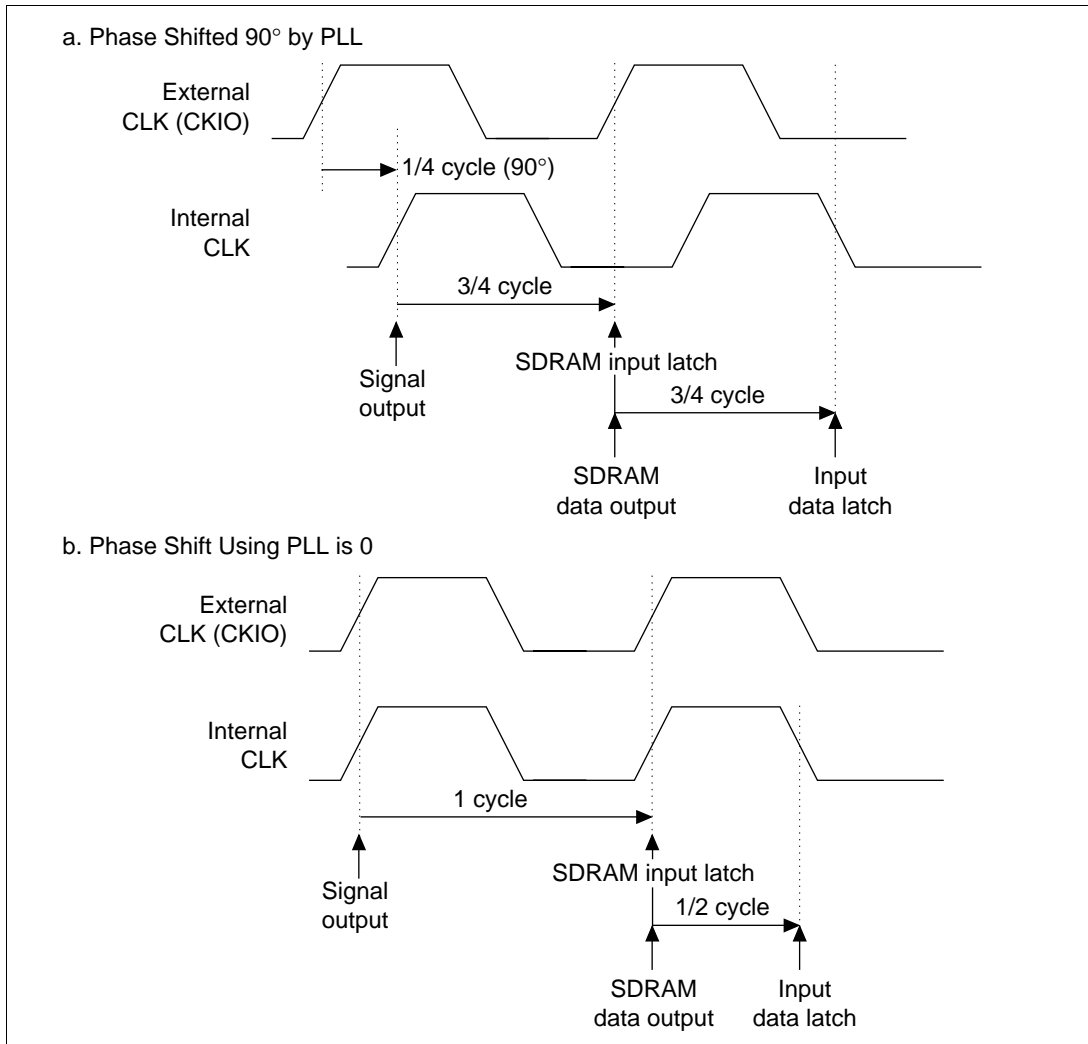 a. Phase Shifted 90° by PLL
External
CLK (CKIO)
1/4 cycle (90°)
Internal
CLK
3/4 cycle
Signal
output
SDRAM input latch
3/4 cycle
SDRAM
data output
Input
data latch
b. Phase Shift Using PLL is 0
External
CLK (CKIO)
Internal
CLK
1 cycle
Signal
output
SDRAM input latch
1/2 cycle
SDRAM
data output
Input
data latch